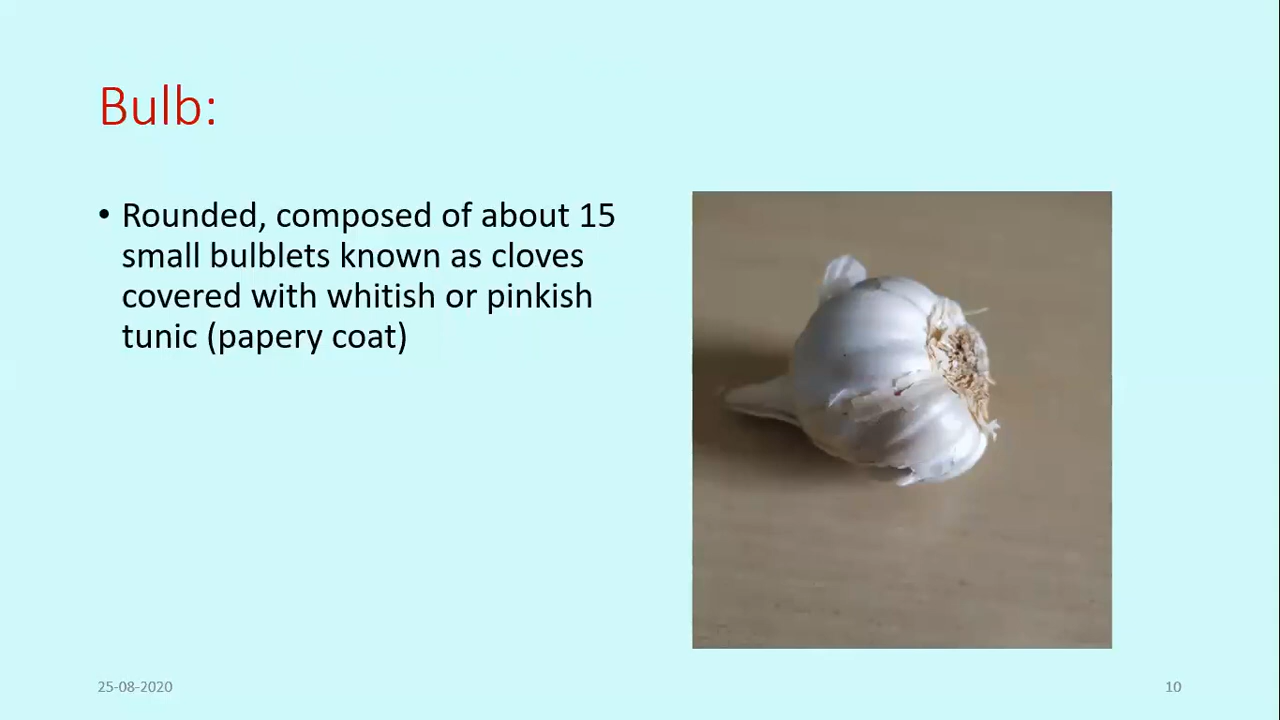 Bulb:
• Rounded, composed of about 15
small bulblets known as cloves
covered with whitish or pinkish
tunic (papery coat)
25-08-2020
10